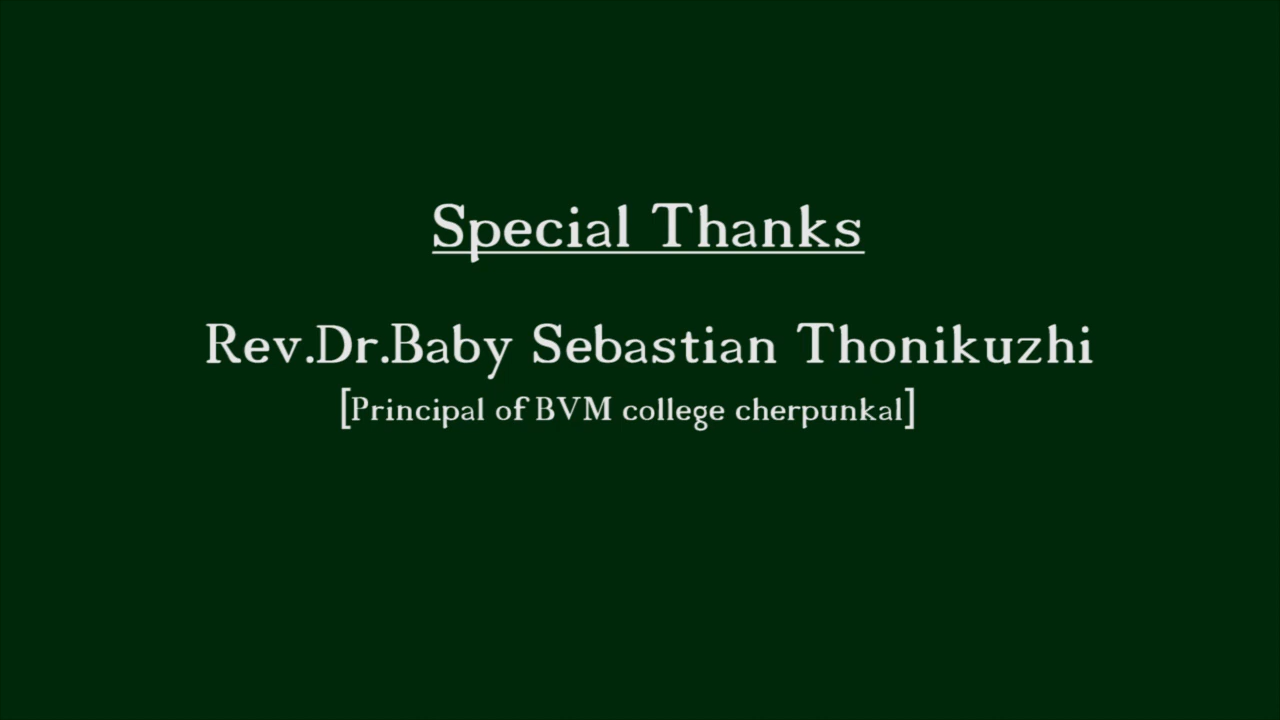 Special Thanks
Rev.Dr.Baby Sebastian Thonikuzhi
[Principal of BVM college cherpunkal]